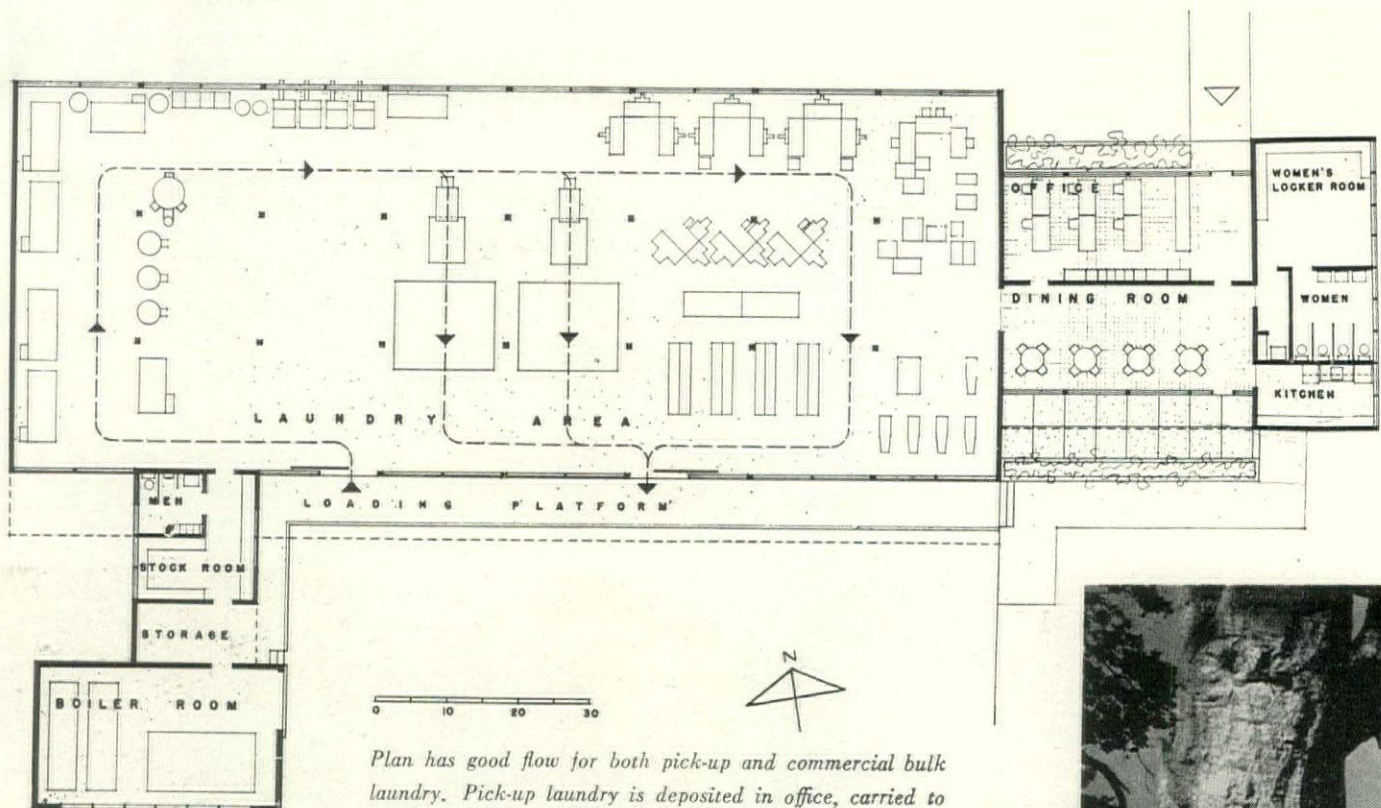 OFFICE
WOMEN'S
LOCKER ROOM
DINING ROOM
WOMEN
KITCHEN
LAUNDRY AREA
MEN
LOADING PLATFORM
STOCK ROOM
STORAGE
BOILER ROOM
N
0 10 20 30
Plan has good flow for both pick-up and commercial bulk
laundry. Pick-up laundry is deposited in office, carried to